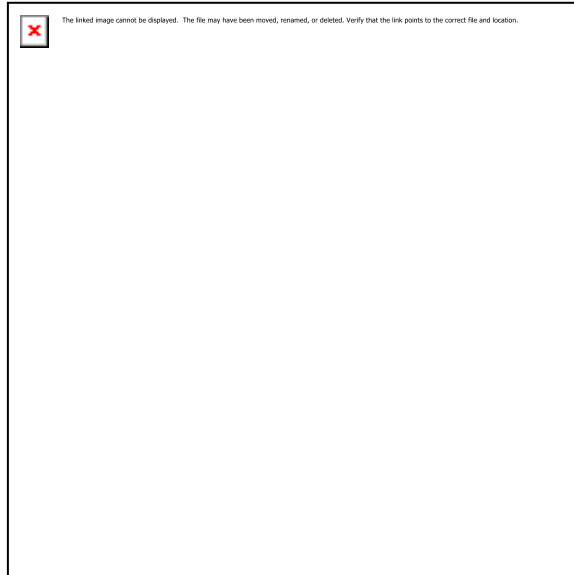 The linked image cannot be displayed.  The file may have been moved, renamed, or deleted. Verify that the link points to the correct file and location.